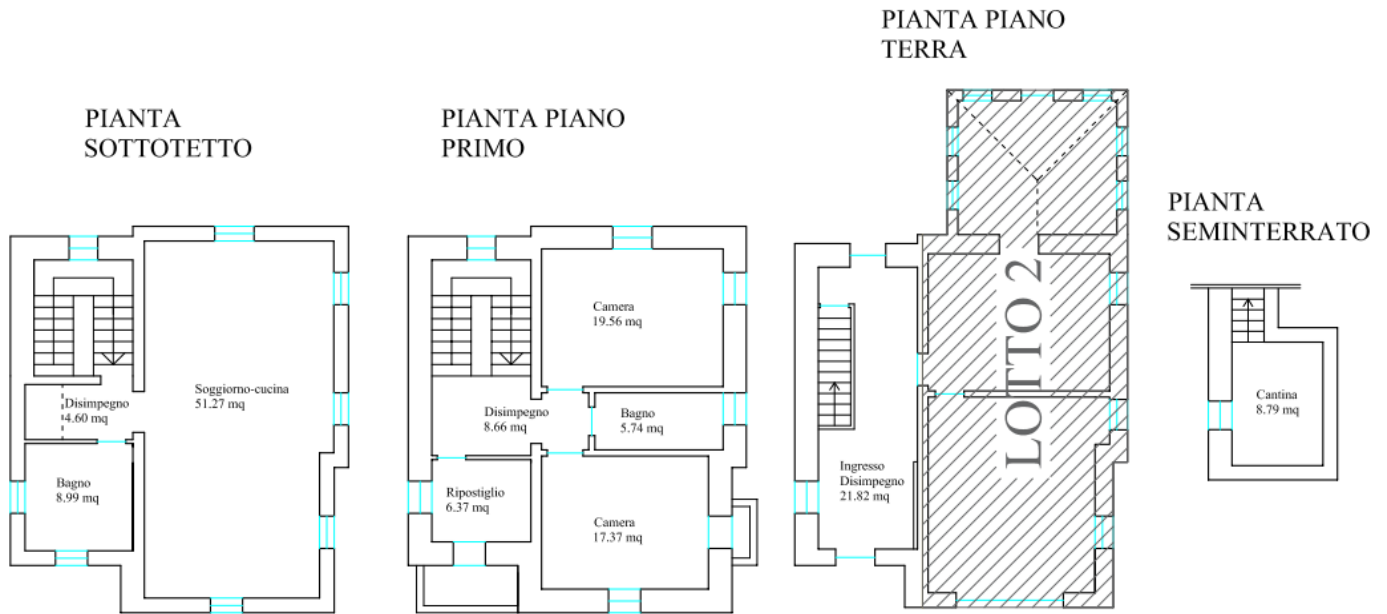 PIANTA
SOTTOTETTO
Soggiorno-cucina
51.27 mq
Disimpegno
4.60 mq
Bagno
8.99 mq
PIANTA PIANO
PRIMO
Camera
19.56 mq
Disimpegno
8.66 mq
Bagno
5.74 mq
Ripostiglio
6.37 mq
Camera
17.37 mq
PIANTA PIANO
TERRA
LOTTO 2
Ingresso
Disimpegno
21.82 mq
PIANTA
SEMINTERRATO
Cantina
8.79 mq